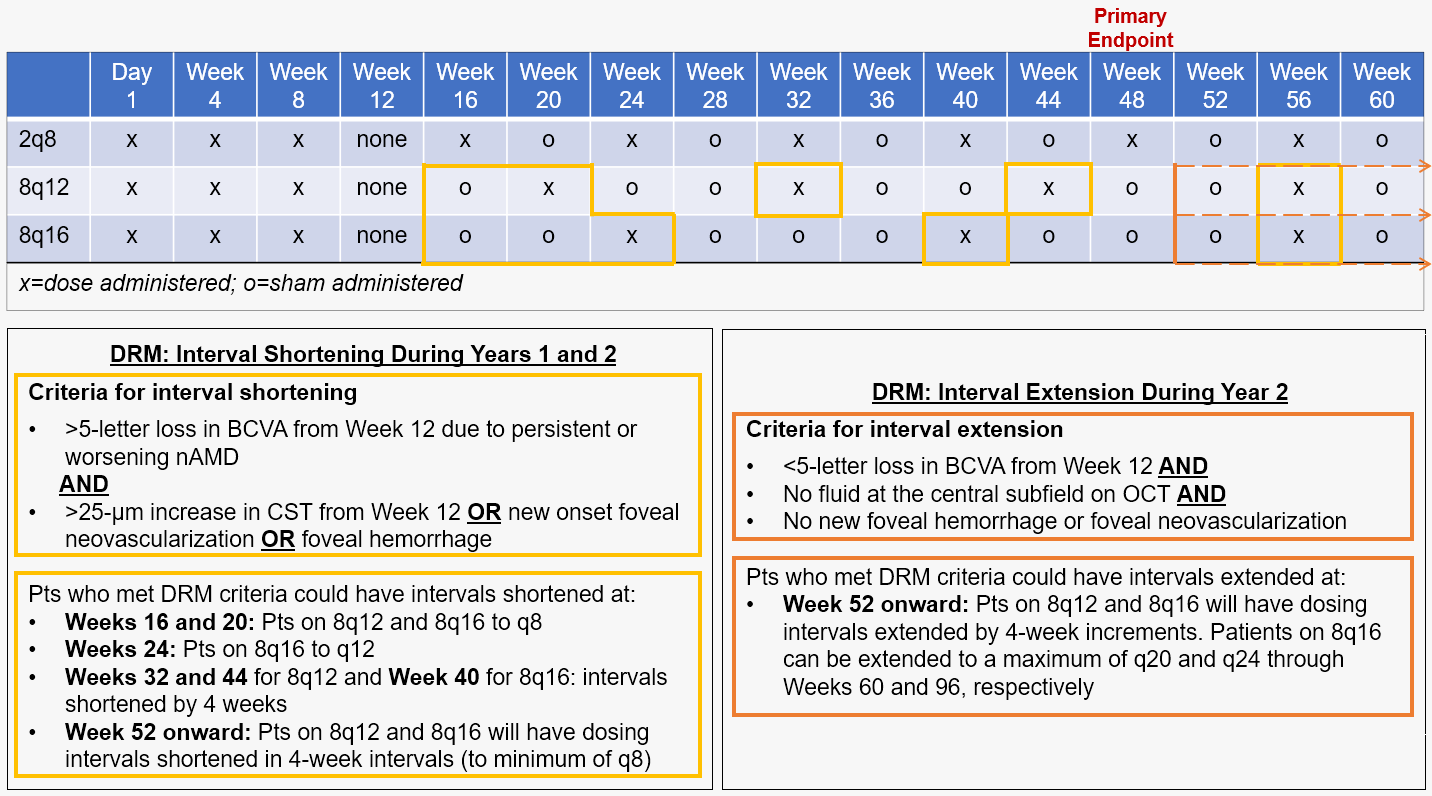 Primary
Endpoint
Day 1 Week 4 Week 8 Week 12 Week 16 Week 20 Week 24 Week 28 Week 32 Week 36 Week 40 Week 44 Week 48 Week 52 Week 56 Week 60
2q8 x x x none x o x o x o x o x o x o
8q12 x x x none o x o o x o o x o o x o
8q16 x x x none o o x o o o x o o o x o
x=dose administered; o=sham administered
DRM: Interval Shortening During Years 1 and 2
Criteria for interval shortening
• >5-letter loss in BCVA from Week 12 due to persistent or
worsening nAMD
AND
• >25-μm increase in CST from Week 12 OR new onset foveal
neovascularization OR foveal hemorrhage
Pts who met DRM criteria could have intervals shortened at:
• Weeks 16 and 20: Pts on 8q12 and 8q16 to q8
• Weeks 24: Pts on 8q16 to q12
• Weeks 32 and 44 for 8q12 and Week 40 for 8q16: intervals
shortened by 4 weeks
• Week 52 onward: Pts on 8q12 and 8q16 will have dosing
intervals shortened in 4-week intervals (to minimum of q8)
DRM: Interval Extension During Year 2
Criteria for interval extension
• <5-letter loss in BCVA from Week 12 AND
• No fluid at the central subfield on OCT AND
• No new foveal hemorrhage or foveal neovascularization
Pts who met DRM criteria could have intervals extended at:
• Week 52 onward: Pts on 8q12 and 8q16 will have dosing
intervals extended by 4-week increments. Patients on 8q16
can be extended to a maximum of q20 and q24 through
Weeks 60 and 96, respectively